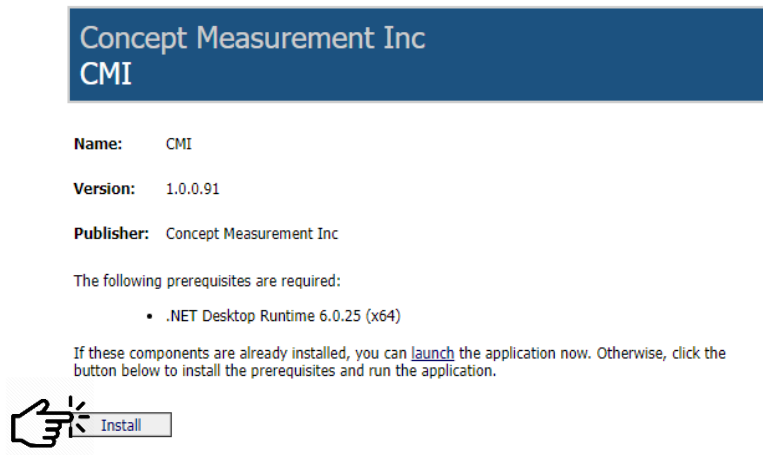 Concept Measurement Inc
CMI
Name: CMI
Version: 1.0.0.91
Publisher: Concept Measurement Inc
The following prerequisites are required:
• .NET Desktop Runtime 6.0.25 (x64)
If these components are already installed, you can launch the application now. Otherwise, click the
button below to install the prerequisites and run the application.
Install